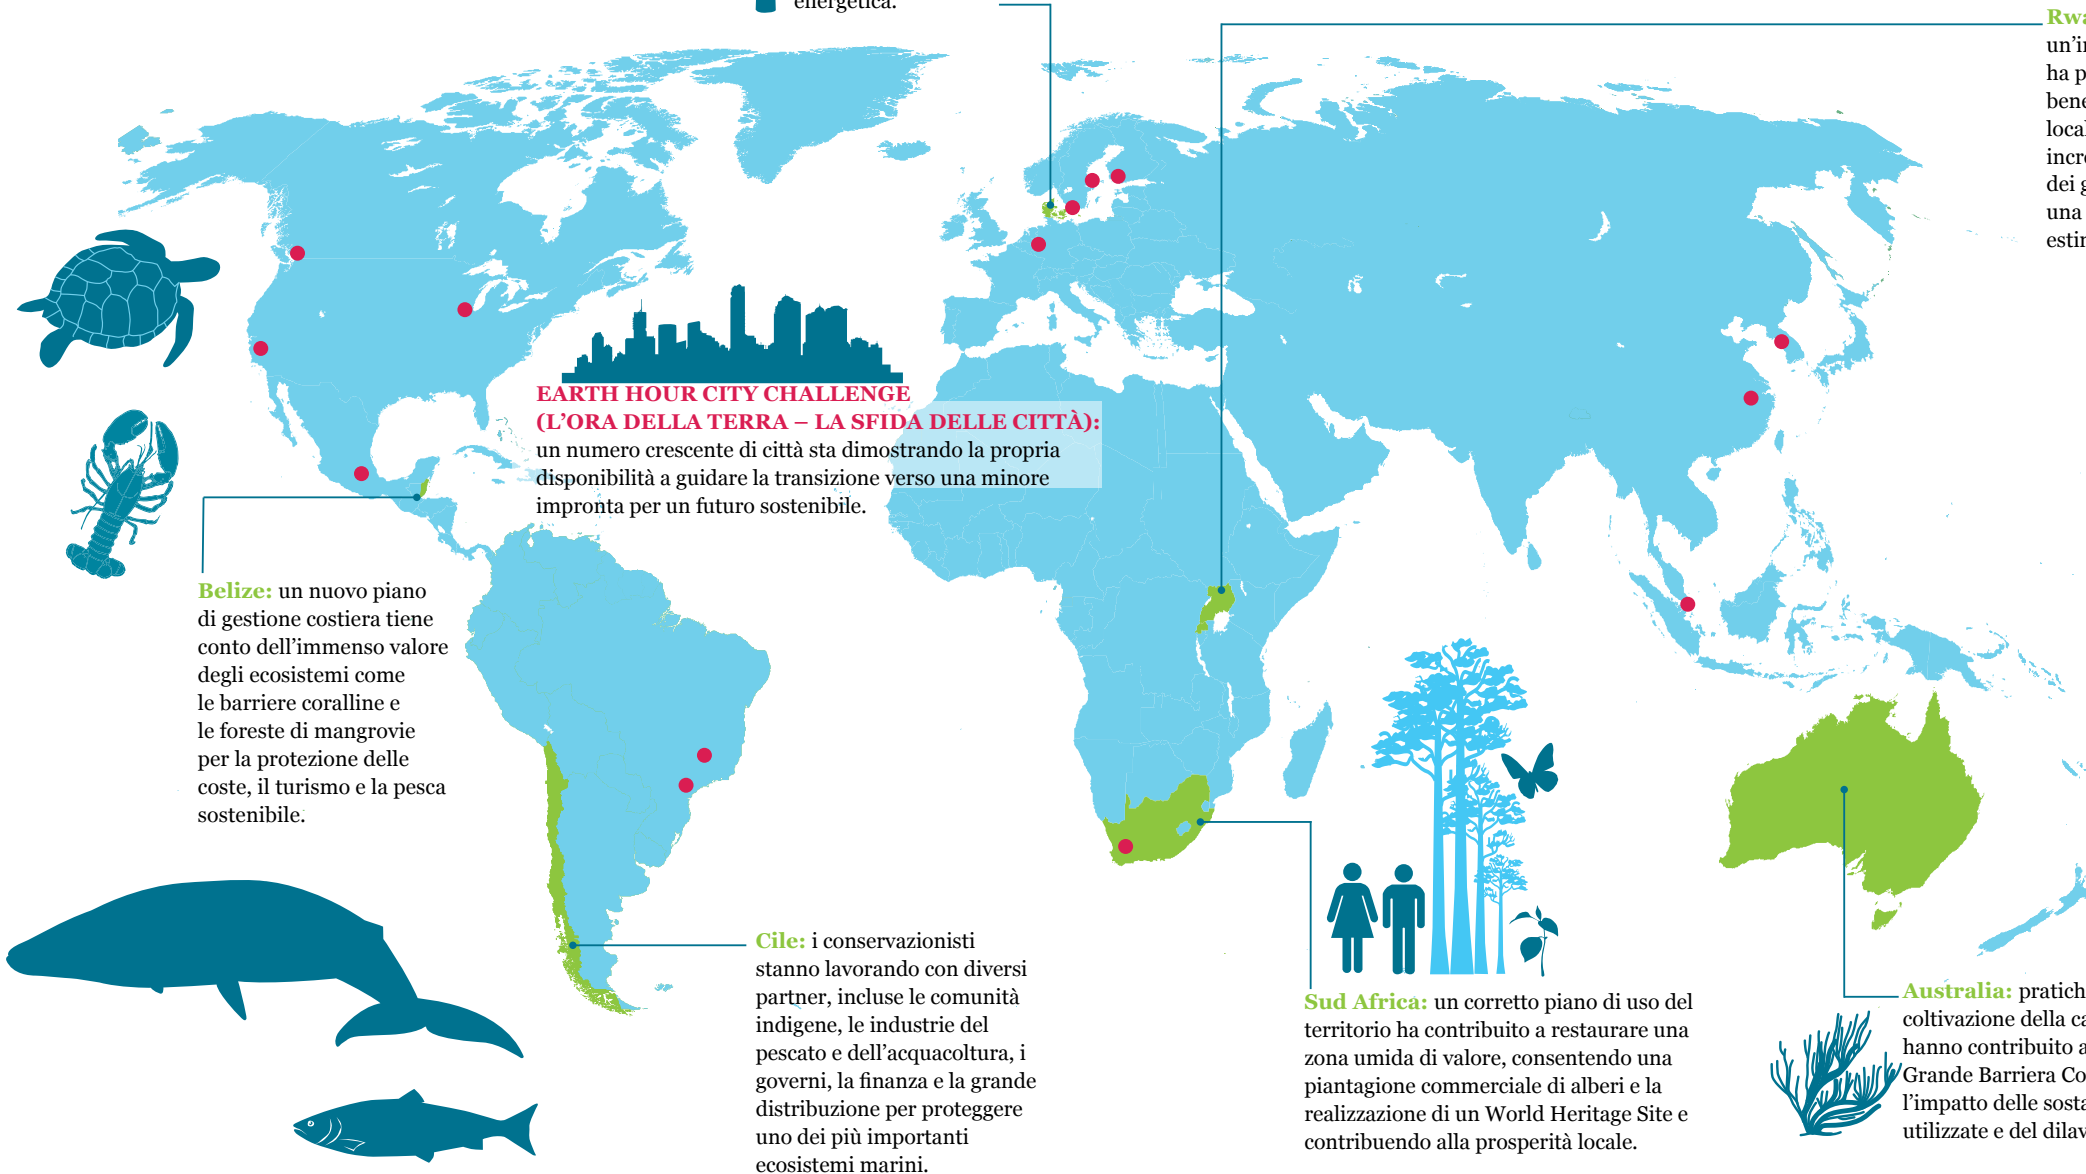 energetica.
un'
ha
dei
una
EARTH HOUR CITY CHALLENGE
(L'ORA DELLA TERRA – LA SFIDA DELLE CITTÀ):
un numero crescente di città sta dimostrando la propria
disponibilità a guidare la transizione verso una minore
impronta per un futuro sostenibile.
Belize: un nuovo piano
di gestione costiera tiene
conto dell'immenso valore
degli ecosistemi come
le barriere coralline e
le foreste di mangrovie
per la protezione delle
coste, il turismo e la pesca
sostenibile.
Cile: i conservazionisti
stanno lavorando con diversi
partner, incluse le comunità
indigene, le industrie del
pescato e dell'acquacoltura, i
governi, la finanza e la grande
distribuzione per proteggere
uno dei più importanti
ecosistemi marini.
Sud Africa: un corretto piano di uso del
territorio ha contribuito a restaurare una
zona umida di valore, consentendo una
piantagione commerciale di alberi e la
realizzazione di un World Heritage Site e
contribuendo alla prosperità locale.
Australia:
coltivazione della
hanno contribuito
Grande Barriera
l'impatto delle
utilizzate e del